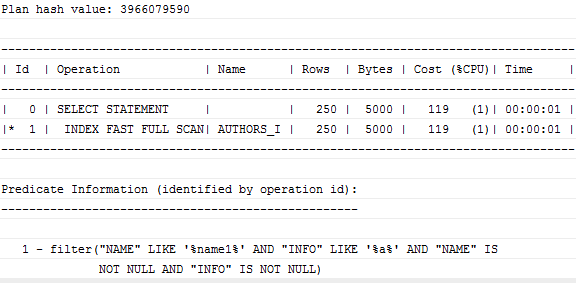 Plan hash value: 3966079590
--------------------------------------------------------------------------------
| Id  | Operation            | Name      | Rows  | Bytes | Cost (%CPU)| Time     |
--------------------------------------------------------------------------------
|   0 | SELECT STATEMENT     |           |   250 |  5000 |   119   (1)| 00:00:01 |
|*  1 |  INDEX FAST FULL SCAN| AUTHORS_I |   250 |  5000 |   119   (1)| 00:00:01 |
--------------------------------------------------------------------------------
Predicate Information (identified by operation id):
---------------------------------------------------
   1 - filter("NAME" LIKE '%name1%' AND "INFO" LIKE '%a%' AND "NAME" IS
              NOT NULL AND "INFO" IS NOT NULL)